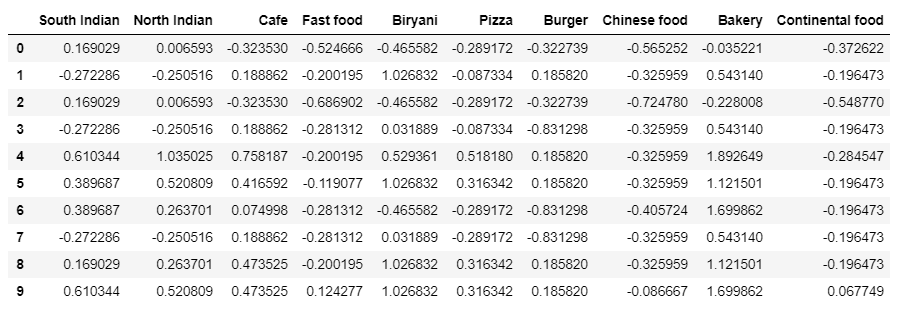 South Indian North Indian Cafe Fast food Biryani Pizza Burger Chinese food Bakery Continental food
0 0.169029 0.006593 -0.323530 -0.524666 -0.465582 -0.289172 -0.322739 -0.565252 -0.035221 -0.372622
1 -0.272286 -0.250516 0.188862 -0.200195 1.026832 -0.087334 0.185820 -0.325959 0.543140 -0.196473
2 0.169029 0.006593 -0.323530 -0.686902 -0.465582 -0.289172 -0.322739 -0.724780 -0.228008 -0.548770
3 -0.272286 -0.250516 0.188862 -0.281312 0.031889 -0.087334 -0.831298 -0.325959 0.543140 -0.196473
4 0.610344 1.035025 0.758187 -0.200195 0.529361 0.518180 0.185820 -0.325959 1.892649 -0.284547
5 0.389687 0.520809 0.416592 -0.119077 1.026832 0.316342 0.185820 -0.325959 1.121501 -0.196473
6 0.389687 0.263701 0.074998 -0.281312 -0.465582 -0.289172 -0.831298 -0.405724 1.699862 -0.196473
7 -0.272286 -0.250516 0.188862 -0.281312 0.031889 -0.289172 -0.831298 -0.325959 0.543140 -0.196473
8 0.169029 0.263701 0.473525 -0.200195 1.026832 0.316342 0.185820 -0.325959 1.121501 -0.196473
9 0.610344 0.520809 0.473525 0.124277 1.026832 0.316342 0.185820 -0.086667 1.699862 0.067749